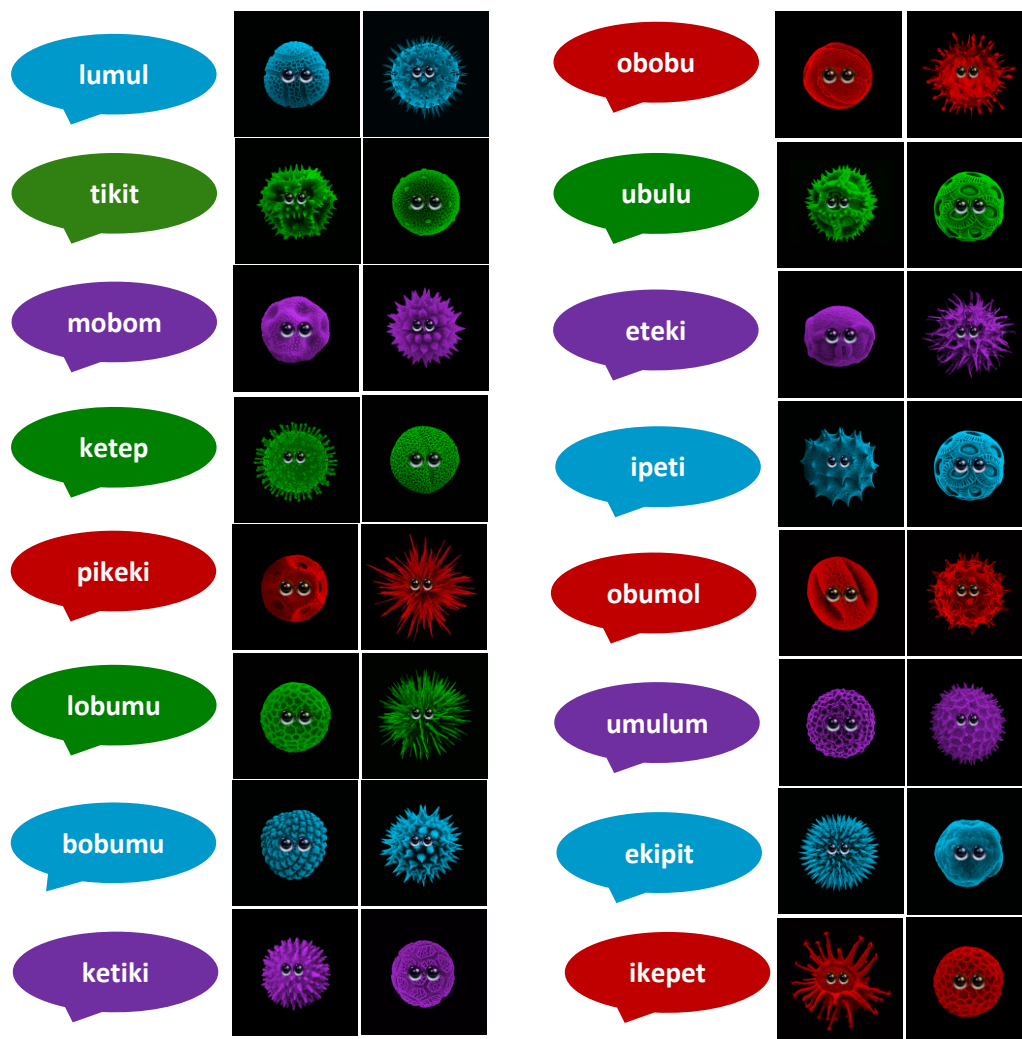 lumul
tikit
mobom
ketep
pikeki
lobumu
bobumu
ketiki
obobu
ubulu
eteki
ipeti
obumol
umulum
ekipit
ikepet